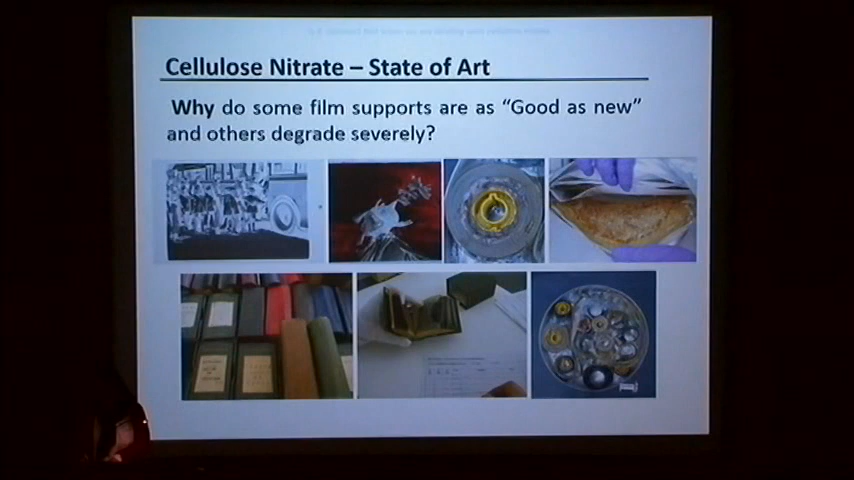 Cellulose Nitrate – State of Art
Why do some film supports are as “Good as new”
and others degrade severely?